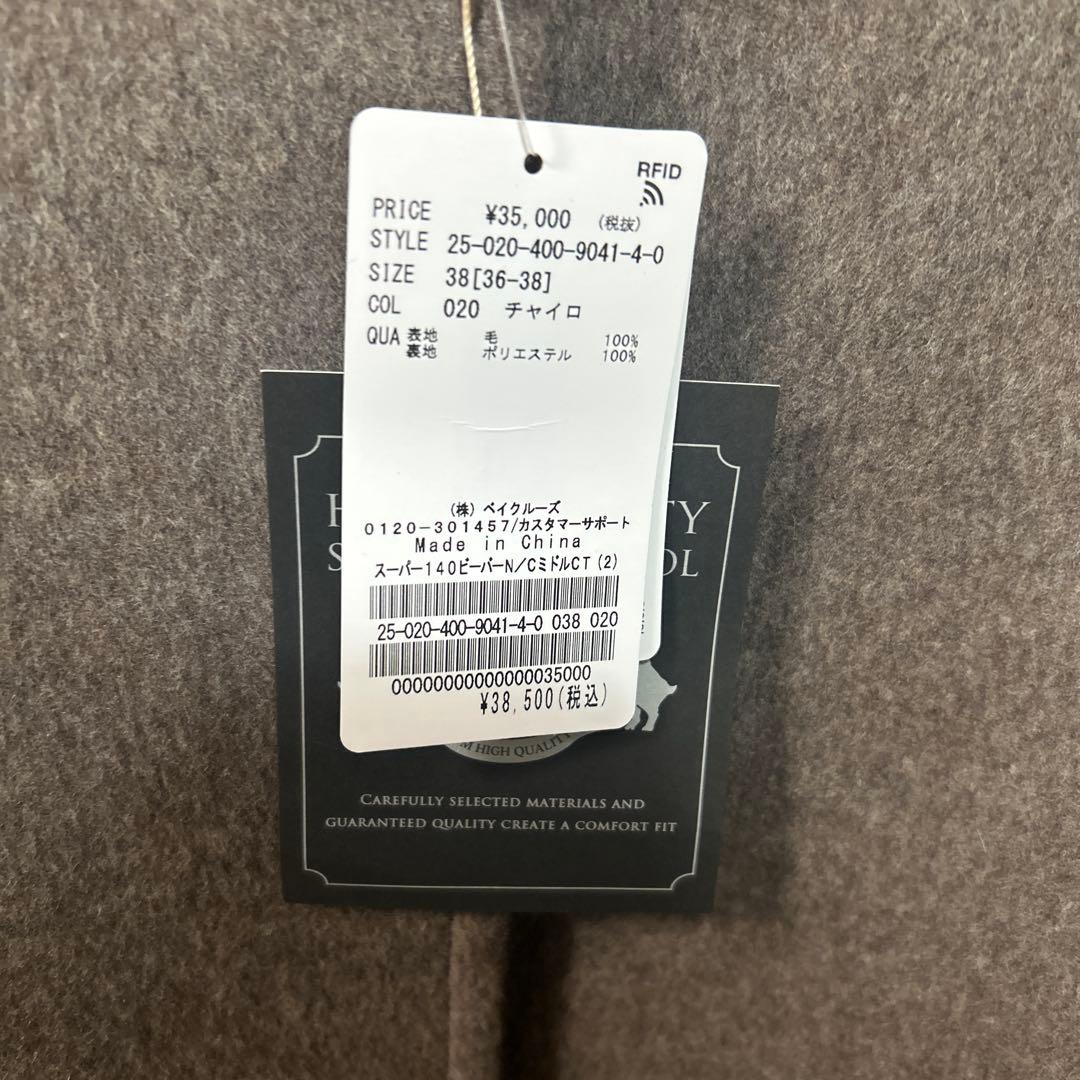 RFID
PRICE ¥35,000 (税抜)
STYLE 25-020-400-9041-4-0
SIZE 38[36-38]
COL 020 チャイロ
QUA 表地 毛 100%
裏地 ポリエステル 100%
(株) ベイクルーズ
0120-301457/カスタマーサポート
Made in China
スーパー140ビーバーN/CミドルCT(2)
25-020-400-9041-4-0 038 020
00000000000000035000
¥38,500(税込)
HIGH QUALITY
CAREFULLY SELECTED MATERIALS AND
GUARANTEED QUALITY CREATE A COMFORT FIT